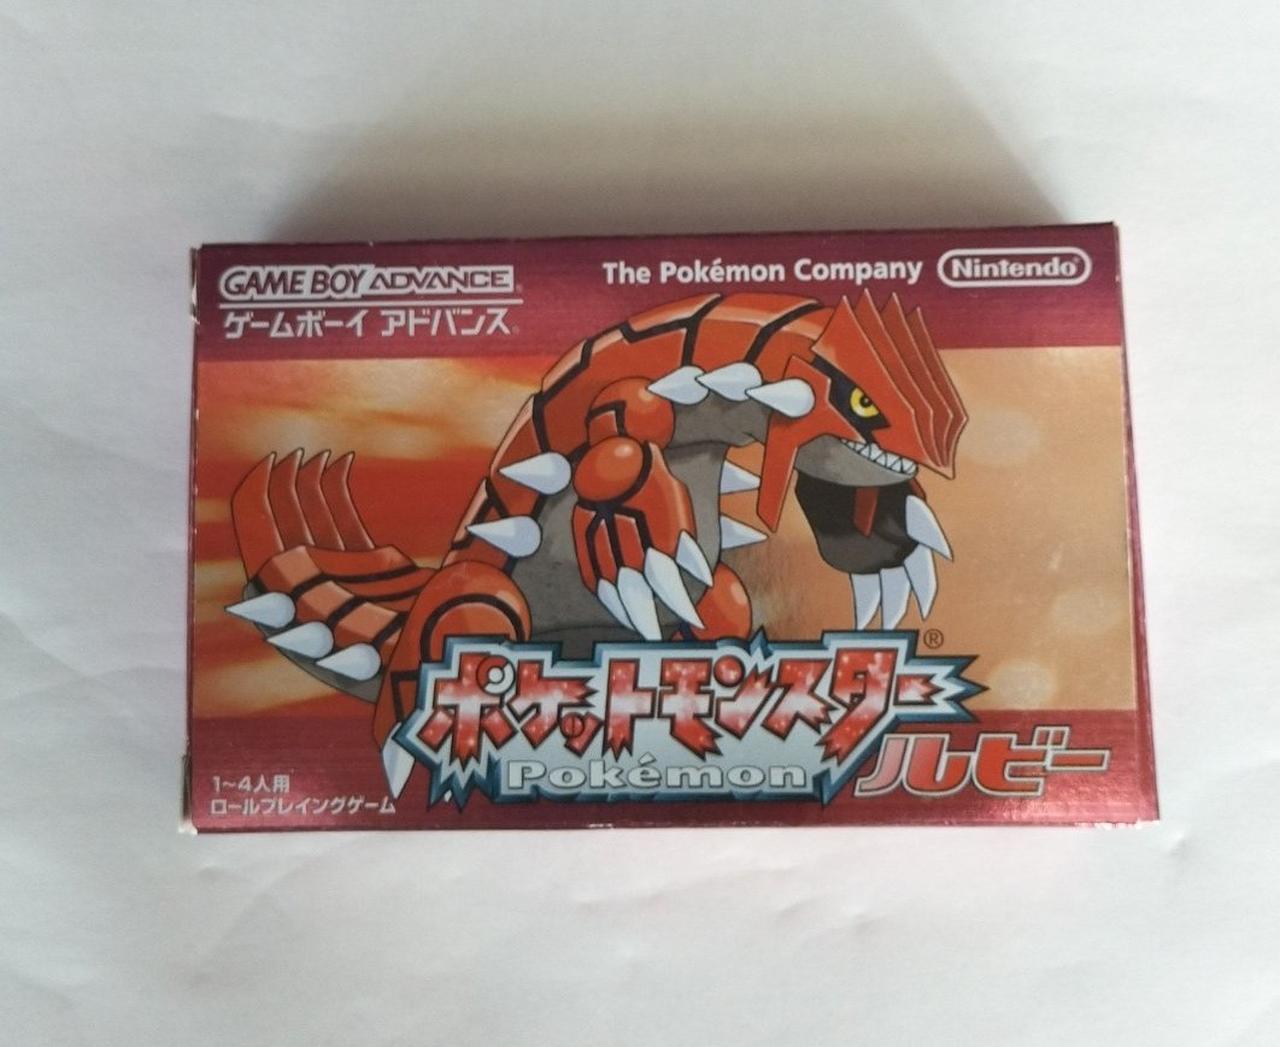 GAME BOY ADVANCE
ゲームボーイ アドバンス
The Pokémon Company
Nintendo®
ポケットモンスター®
Pokémon
ルビー
1~4人用
ロールプレイングゲーム